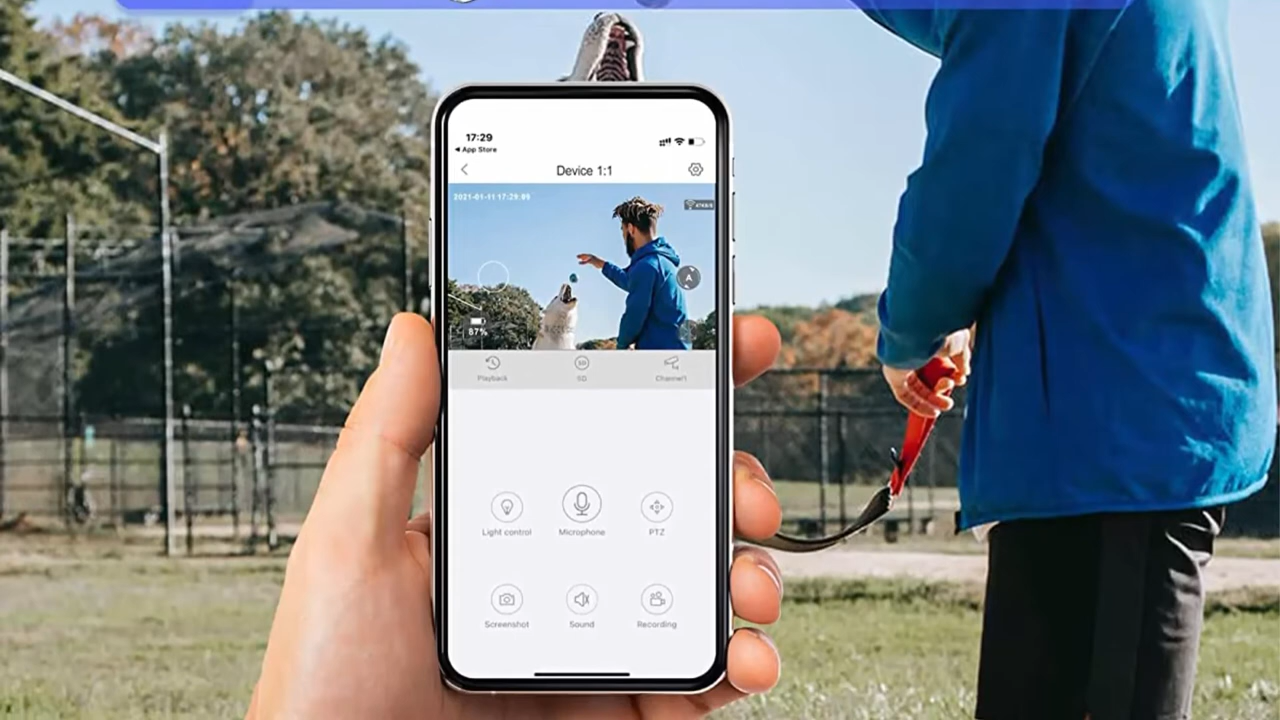 17:29
◀ App Store
Device 1:1
2021-01-11 17:29:09
A
87%
Playback
SD
Channel1
Light control
Microphone
PTZ
Screenshot
Sound
Recording